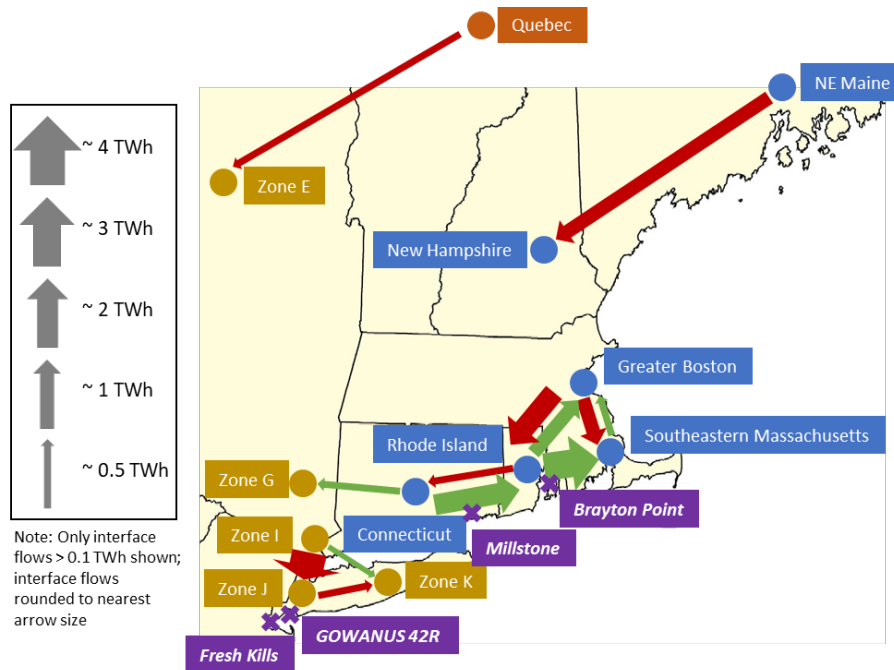 Quebec
NE Maine
~ 4 TWh
Zone E
~ 3 TWh
New Hampshire
~ 2 TWh
Greater Boston
~ 1 TWh
Rhode Island
Southeastern Massachusetts
~ 0.5 TWh
Zone G
Brayton Point
Note: Only interface
flows > 0.1 TWh shown;
interface flows
rounded to nearest
arrow size
Zone I
Connecticut
Millstone
Zone J
Zone K
GOWANUS 42R
Fresh Kills